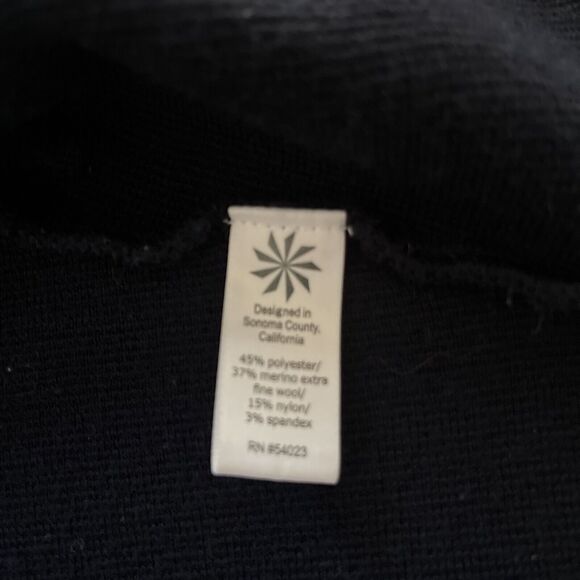 Designed in
Sonoma County,
California
45% polyester/
37% merino extra
fine wool/
15% nylon/
3% spandex
RN #54023